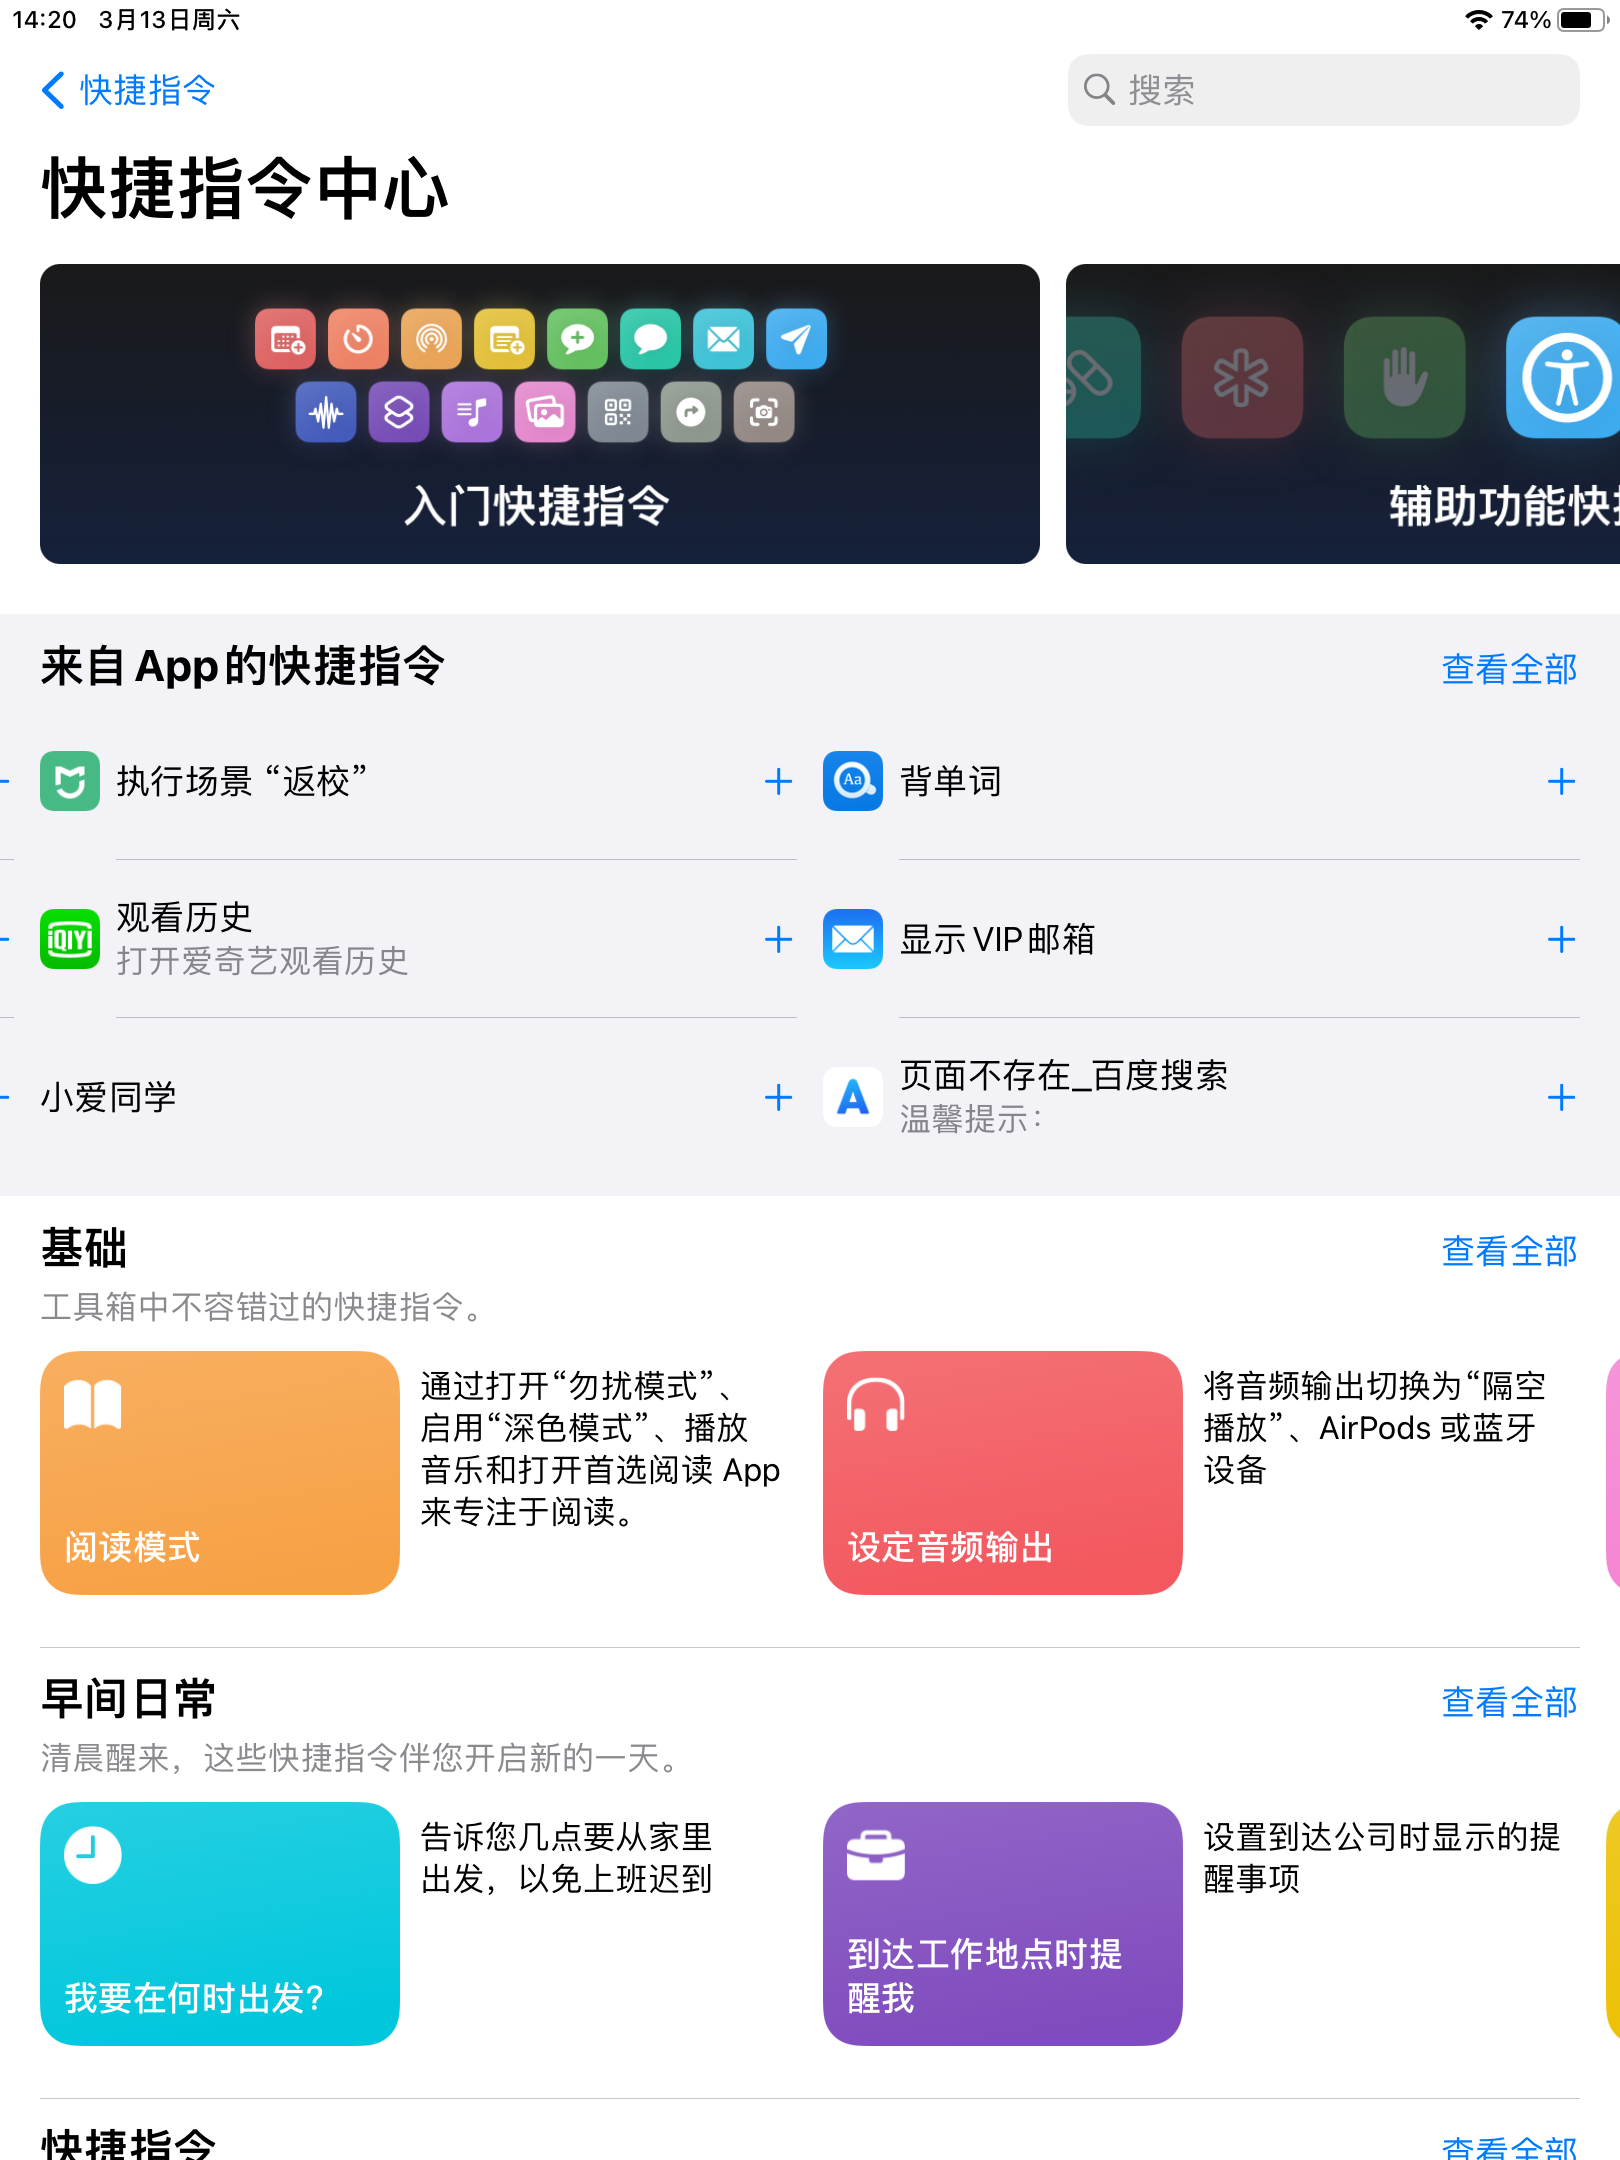 14:20 3月13日周六 74%
快捷指令
搜索
快捷指令中心
入门快捷指令
辅助功能快
来自 App 的快捷指令
查看全部
执行场景 “返校”
Aa
背单词
iQIYI
观看历史
打开爱奇艺观看历史
显示 VIP 邮箱
小爱同学
页面不存在_百度搜索
温馨提示：
基础
查看全部
工具箱中不容错过的快捷指令。
阅读模式
通过打开“勿扰模式”、
启用“深色模式”、播放
音乐和打开首选阅读 App
来专注于阅读。
设定音频输出
将音频输出切换为“隔空
播放”、AirPods 或蓝牙
设备
早间日常
查看全部
清晨醒来，这些快捷指令伴您开启新的一天。
我要在何时出发?
告诉您几点要从家里
出发，以免上班迟到
到达工作地点时提
醒我
设置到达公司时显示的提
醒事项
快捷指令
查看全部